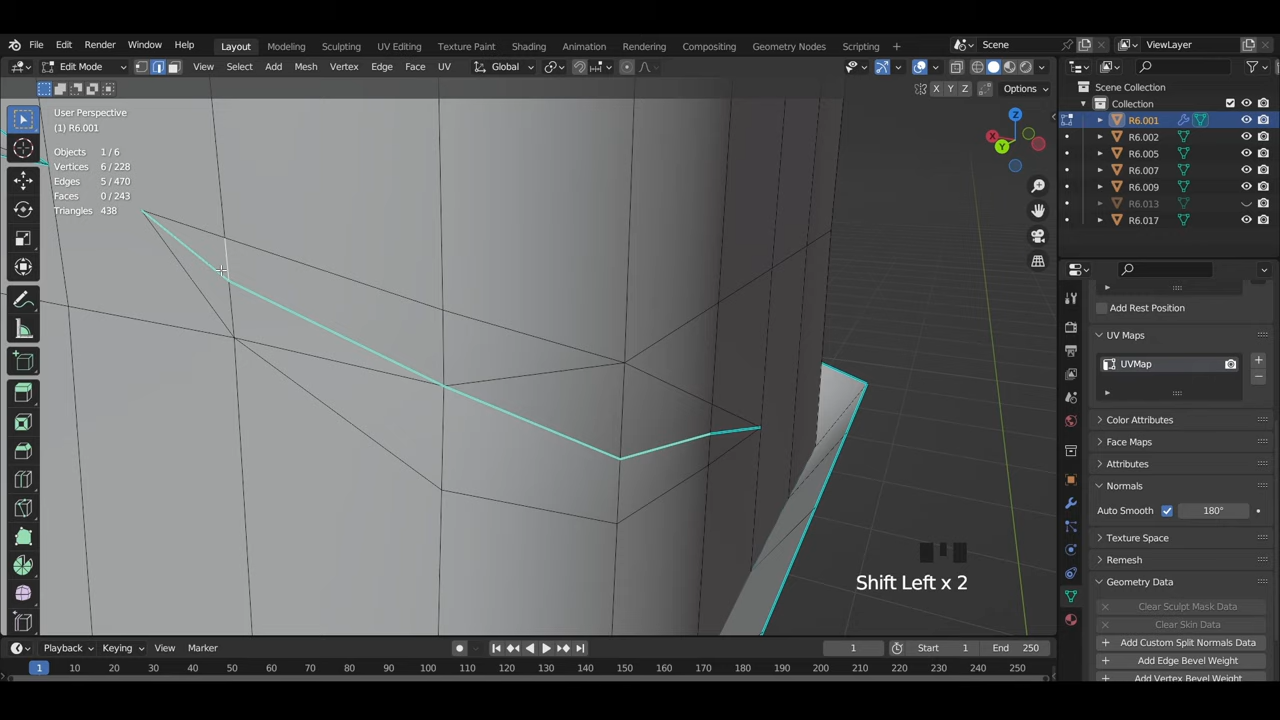 File Edit Render Window Help Layout Modeling Sculpting UV Editing Texture Paint Shading Animation Rendering Compositing Geometry Nodes Scripting + Scene ViewLayer
Edit Mode View Select Add Mesh Vertex Edge Face UV Global
X Y Z Options
User Perspective
(1) R6.001
Objects 1 / 6
Vertices 6 / 228
Edges 5 / 470
Faces 0 / 243
Triangles 438
Z
X
Y
Scene Collection
Collection
R6.001
R6.002
R6.005
R6.007
R6.009
R6.013
R6.017
Add Rest Position
UV Maps
UVMap
Color Attributes
Face Maps
Attributes
Normals
Auto Smooth 180°
Texture Space
Remesh
Geometry Data
Clear Sculpt Mask Data
Clear Skin Data
Add Custom Split Normals Data
Add Edge Bevel Weight
Add Vertex Bevel Weight
Shift Left x 2
Playback Keying View Marker 1 Start 1 End 250
1 10 20 30 40 50 60 70 80 90 100 110 120 130 140 150 160 170 180 190 200 210 220 230 240 250